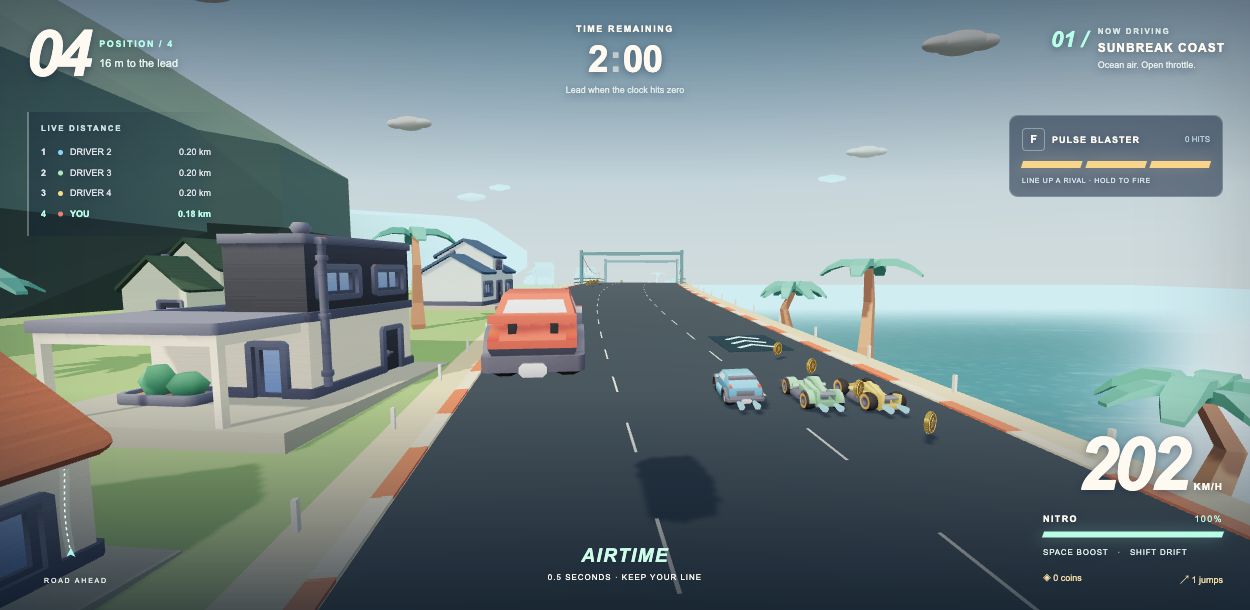 04
POSITION / 4
16 m to the lead
TIME REMAINING
2:00
Lead when the clock hits zero
01 /
NOW DRIVING
SUNBREAK COAST
Ocean air. Open throttle.
LIVE DISTANCE
1 DRIVER 2 0.20 km
2 DRIVER 3 0.20 km
3 DRIVER 4 0.20 km
4 YOU 0.18 km
F PULSE BLASTER 0 HITS
LINE UP A RIVAL · HOLD TO FIRE
202 KM/H
NITRO 100%
SPACE BOOST · SHIFT DRIFT
◈ 0 coins
↗ 1 jumps
AIRTIME
0.5 SECONDS · KEEP YOUR LINE
ROAD AHEAD